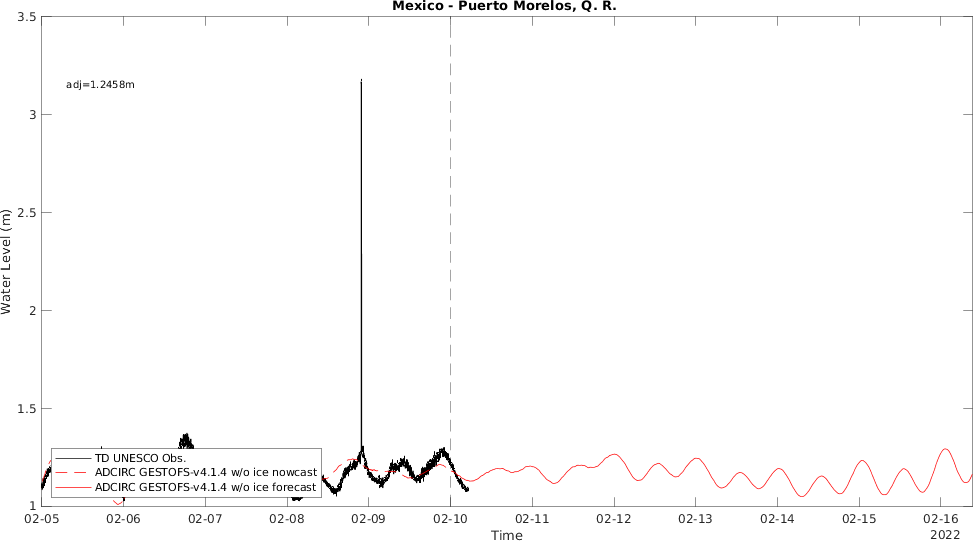 Mexico - Puerto Morelos, Q. R.
3.5
adj=1.2458m
3
2.5
Water Level (m)
2
1.5
TD UNESCO Obs.
ADCIRC GESTOFS-v4.1.4 w/o ice nowcast
ADCIRC GESTOFS-v4.1.4 w/o ice forecast
1
02-05 02-06 02-07 02-08 02-09 02-10 02-11 02-12 02-13 02-14 02-15 02-16
Time
2022